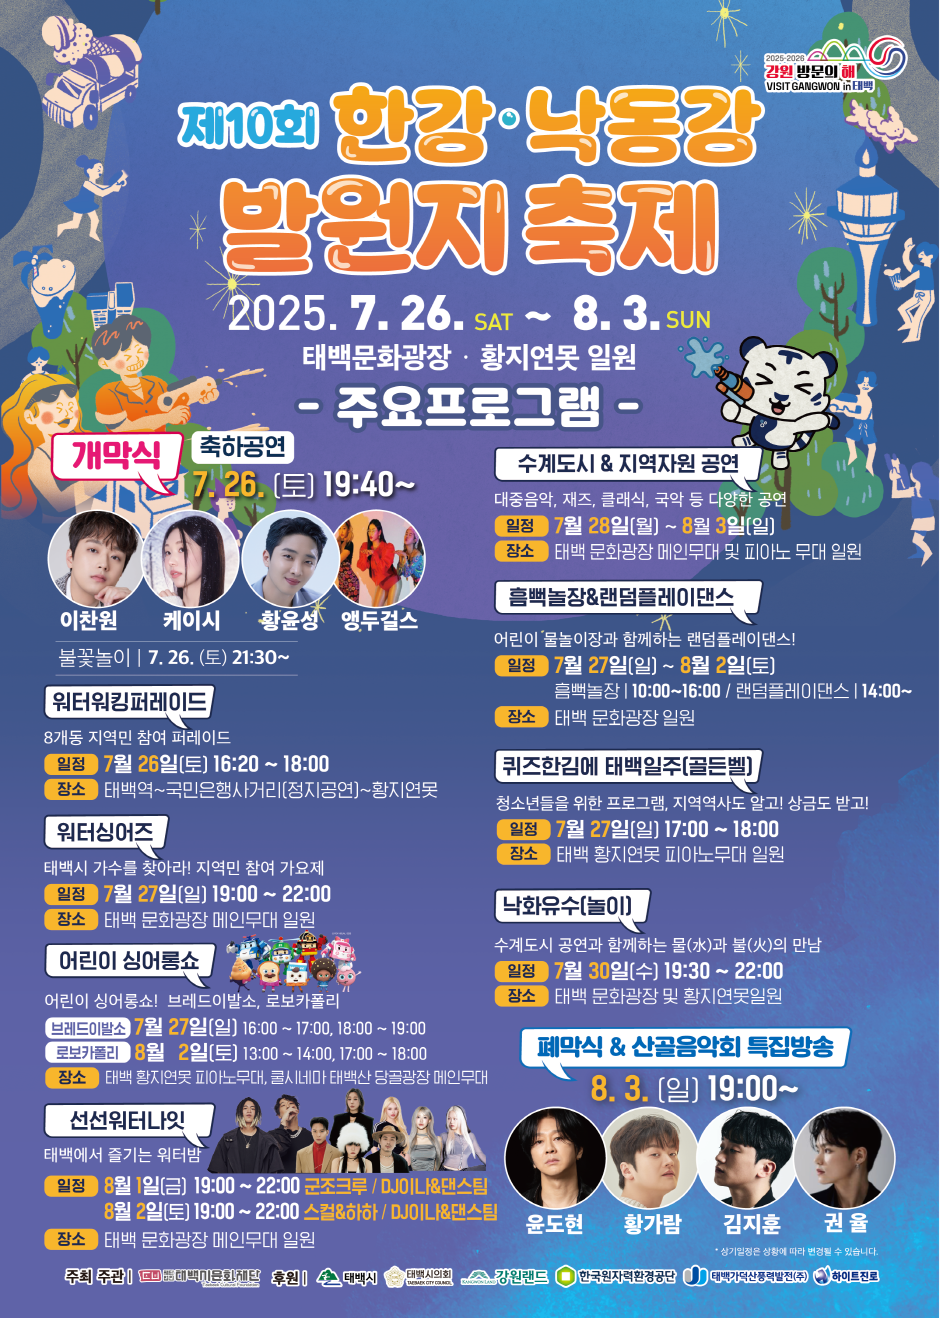 2025-2026
강원 방문의 해
VISIT GANGWON in 태백
제10회 한강·낙동강
발원지 축제
2025. 7. 26. SAT ~ 8. 3. SUN
태백문화광장 · 황지연못 일원
- 주요프로그램 -
개막식 축하공연
7. 26. (토) 19:40~
이찬원 케이시 황윤성 앵두걸스
불꽃놀이 | 7. 26. (토) 21:30~
워터워킹퍼레이드
8개동 지역민 참여 퍼레이드
일정 7월 26일(토) 16:20 ~ 18:00
장소 태백역~국민은행사거리(정지공연)~황지연못
워터싱어즈
태백시 가수를 찾아라! 지역민 참여 가요제
일정 7월 27일(일) 19:00 ~ 22:00
장소 태백 문화광장 메인무대 일원
어린이 싱어롱쇼
어린이 싱어롱쇼! 브레드이발소, 로보카폴리
브레드이발소 7월 27일(일) 16:00 ~ 17:00, 18:00 ~ 19:00
로보카폴리 8월 2일(토) 13:00 ~ 14:00, 17:00 ~ 18:00
장소 태백 황지연못 피아노무대, 쿨시네마 태백산 당골광장 메인무대
선선워터나잇
태백에서 즐기는 워터밤
일정 8월 1일(금) 19:00 ~ 22:00 군조크루 / DJ이나&댄스팀
8월 2일(토) 19:00 ~ 22:00 스컬&하하 / DJ이나&댄스팀
장소 태백 문화광장 메인무대 일원
수계도시 & 지역자원 공연
대중음악, 재즈, 클래식, 국악 등 다양한 공연
일정 7월 28일(월) ~ 8월 3일(일)
장소 태백 문화광장 메인무대 및 피아노 무대 일원
흠뻑놀장&랜덤플레이댄스
어린이 물놀이장과 함께하는 랜덤플레이댄스!
일정 7월 27일(일) ~ 8월 2일(토)
흠뻑놀장 | 10:00~16:00 / 랜덤플레이댄스 | 14:00~
장소 태백 문화광장 일원
퀴즈한김에 태백일주(골든벨)
청소년들을 위한 프로그램, 지역역사도 알고! 상금도 받고!
일정 7월 27일(일) 17:00 ~ 18:00
장소 태백 황지연못 피아노무대 일원
낙화유수(놀이)
수계도시 공연과 함께하는 물(水)과 불(火)의 만남
일정 7월 30일(수) 19:30 ~ 22:00
장소 태백 문화광장 및 황지연못일원
폐막식 & 산골음악회 특집방송
8. 3. (일) 19:00~
윤도현 황가람 김지훈 권 율
* 상기일정은 상황에 따라 변경될 수 있습니다.
주최 주관 | 태백시문화재단 후원 | 태백시 태백시의회 TAEBAEK CITY COUNCIL 강원랜드 한국원자력환경공단 태백가덕산풍력발전(주) 하이트진로